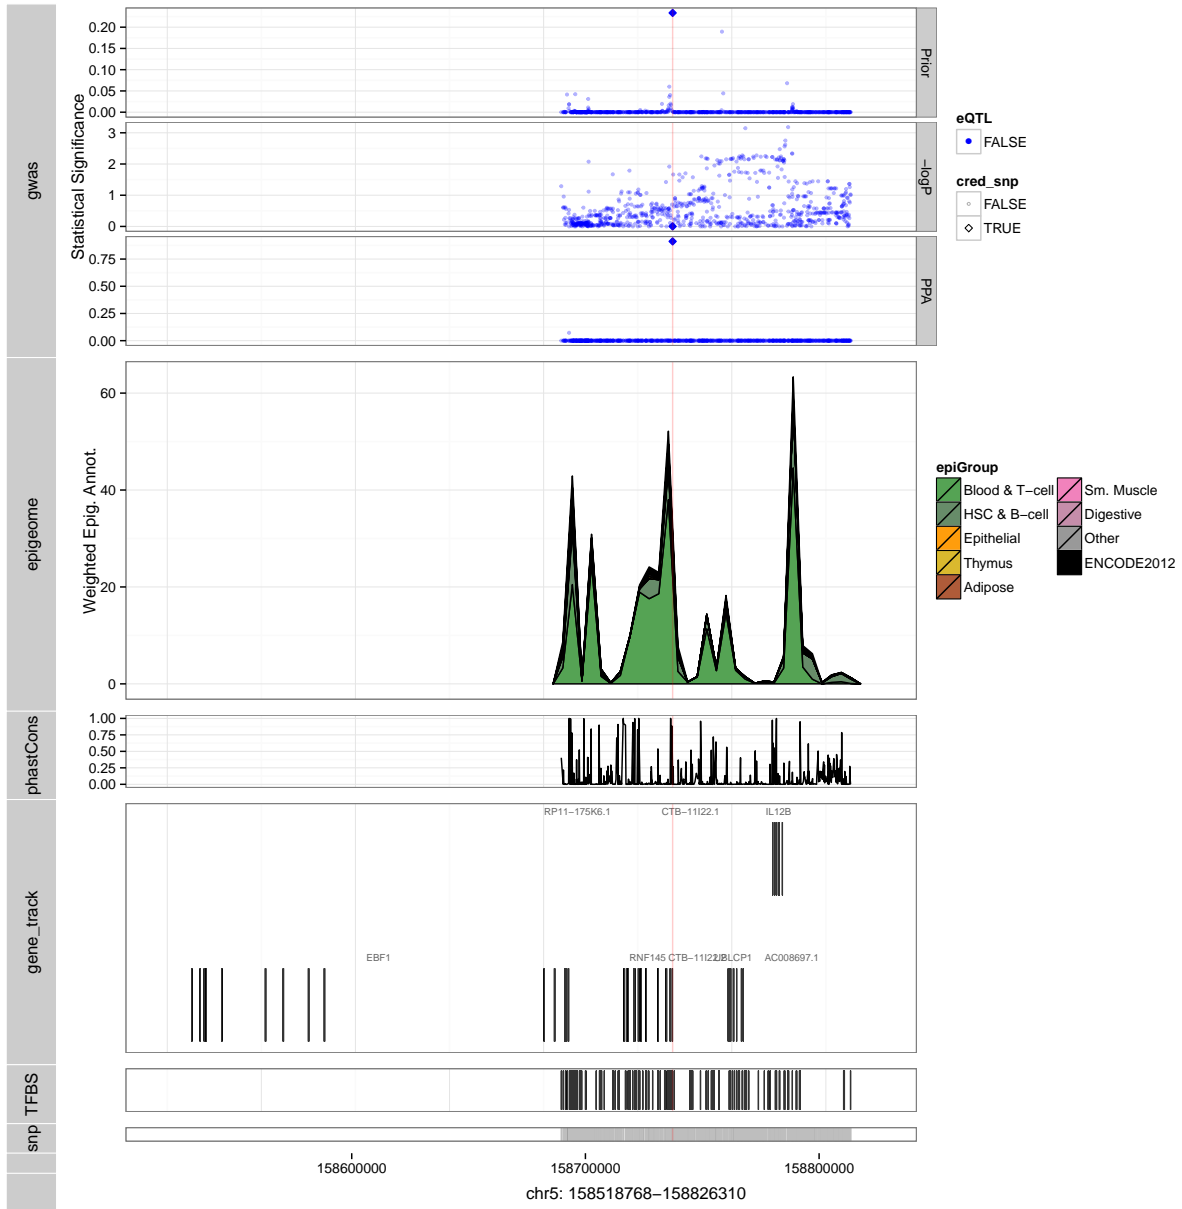 gwas
Statistical Significance
0.20
0.15
0.10
0.05
0.00
Prior
3
2
1
0
−logP
0.75
0.50
0.25
0.00
PPA
eQTL
FALSE
cred_snp
FALSE
TRUE
epigeome
Weighted Epig. Annot.
60
40
20
0
epiGroup
Blood & T−cell
HSC & B−cell
Epithelial
Thymus
Adipose
Sm. Muscle
Digestive
Other
ENCODE2012
phastCons
1.00
0.75
0.50
0.25
0.00
gene_track
RP11−175K6.1
CTB−11I22.1
IL12B
EBF1
RNF145
AC008697.1
TFBS
snp
158600000
158700000
158800000
chr5: 158518768−158826310